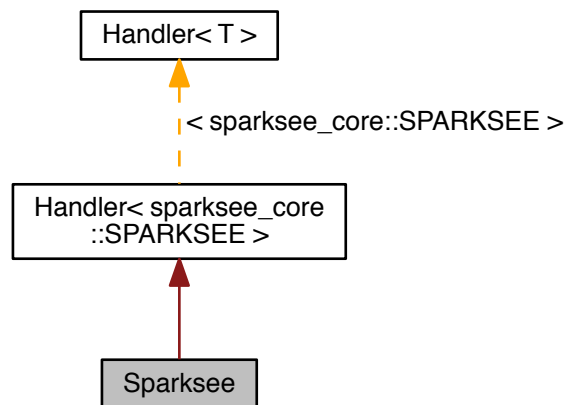 Handler< T >
< sparksee_core::SPARKSEE >
Handler< sparksee_core
::SPARKSEE >
Sparksee